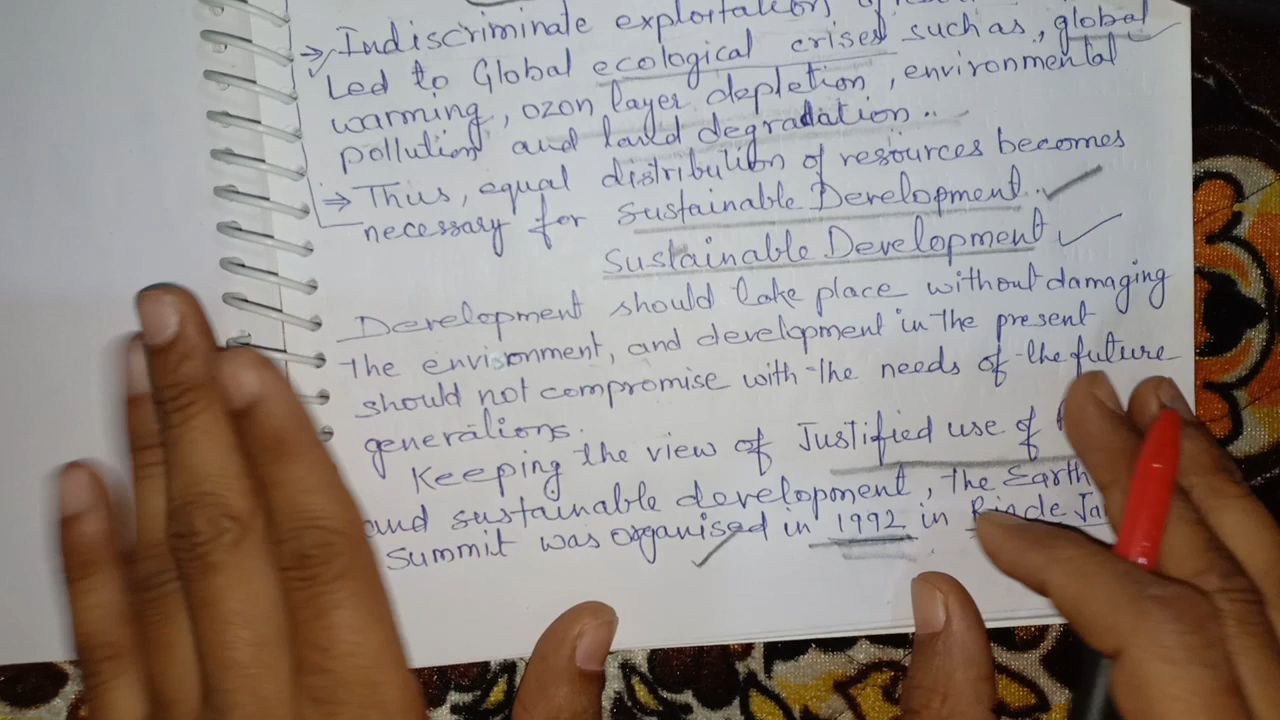 ⇒ Indiscriminate exploitation of
Led to Global ecological crises such as, global
warming, ozon layer depletion, environmental
pollution and land degradation..
⇒ Thus, equal distribution of resources becomes
necessary for Sustainable Development.
Sustainable Development
Development should take place without damaging
the environment, and development in the present
should not compromise with the needs of the future
generations.
Keeping the view of Justified use of
and sustainable development, the Earth
Summit was organised in 1992 in